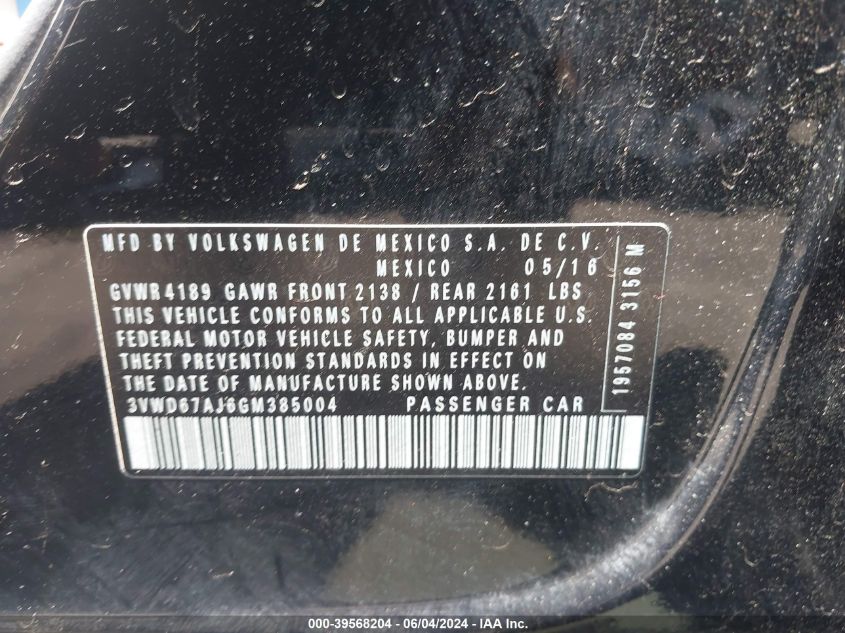 MFD BY VOLKSWAGEN DE MEXICO S.A. DE C.V.
MEXICO 05/16
GVWR 4189 GAWR FRONT 2138 / REAR 2161 LBS
THIS VEHICLE CONFORMS TO ALL APPLICABLE U.S.
FEDERAL MOTOR VEHICLE SAFETY, BUMPER AND
THEFT PREVENTION STANDARDS IN EFFECT ON
THE DATE OF MANUFACTURE SHOWN ABOVE.
3VWD67AJ6GM385004 PASSENGER CAR
1957084 3156 M
000-39568204 - 06/04/2024 - IAA Inc.